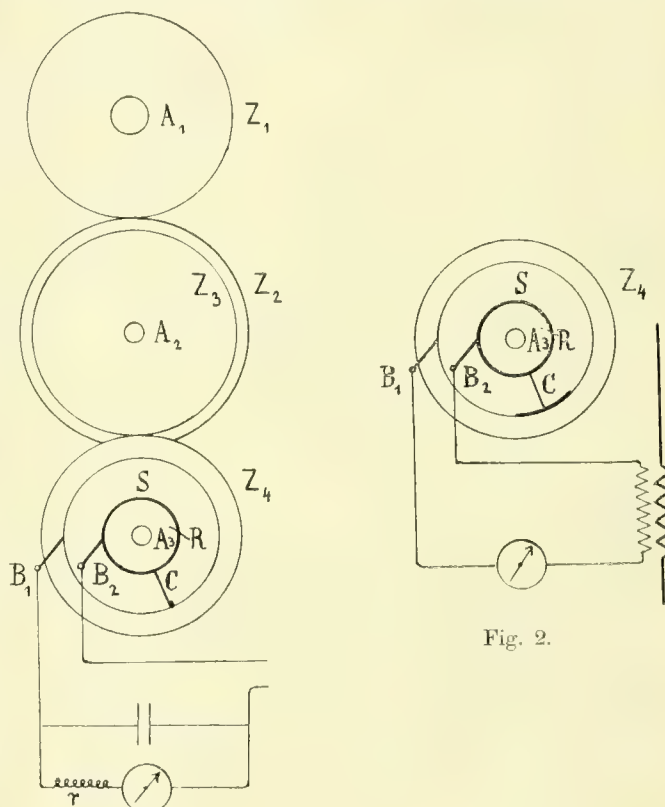 A₁ Z₁
Z₃ Z₂
A₂
S Z₄
A₃ R
B₁ B₂ C
r
S Z₄
A₃ R
B₁ B₂ C
Fig. 2.